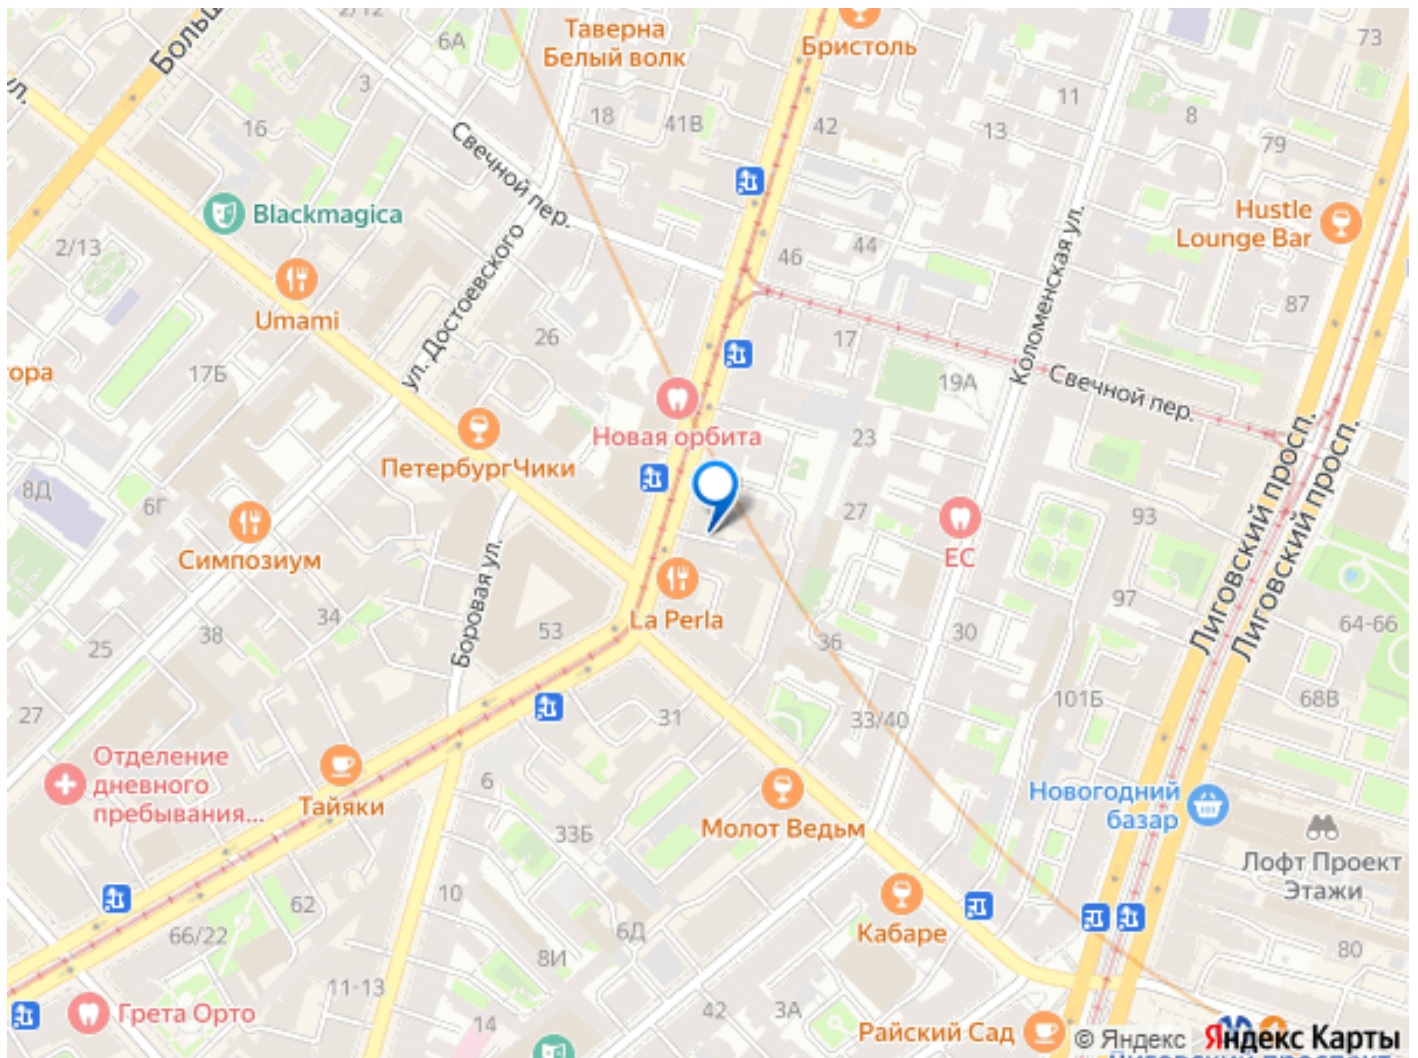 2/12
6А
Таверна
Белый волк
Бристоль
73
Больш
ул.
3
16
18
41В
42
11
13
8
79
Свечной пер.
Blackmagica
2/13
ул. Достоевского
Umami
26
17Б
46
44
Коломенская ул.
Hustle
Lounge Bar
87
17
19А
Свечной пер.
Новая орбита
23
ПетербургЧики
8Д
6Г
Симпозиум
Боровая ул.
27
ЕС
93
Лиговский просп.
Лиговский просп.
97
La Perla
53
34
38
25
27
36
30
64-66
68В
101Б
33/40
31
Отделение
дневного
пребывания...
Тайяки
6
33Б
Молот Ведьм
Новогодний
базар
Лофт Проект
Этажи
10
62
66/22
6Д
8И
Кабаре
80
11-13
14
42
3А
Грета Орто
Райский Сад
© Яндекс Яндекс Карты